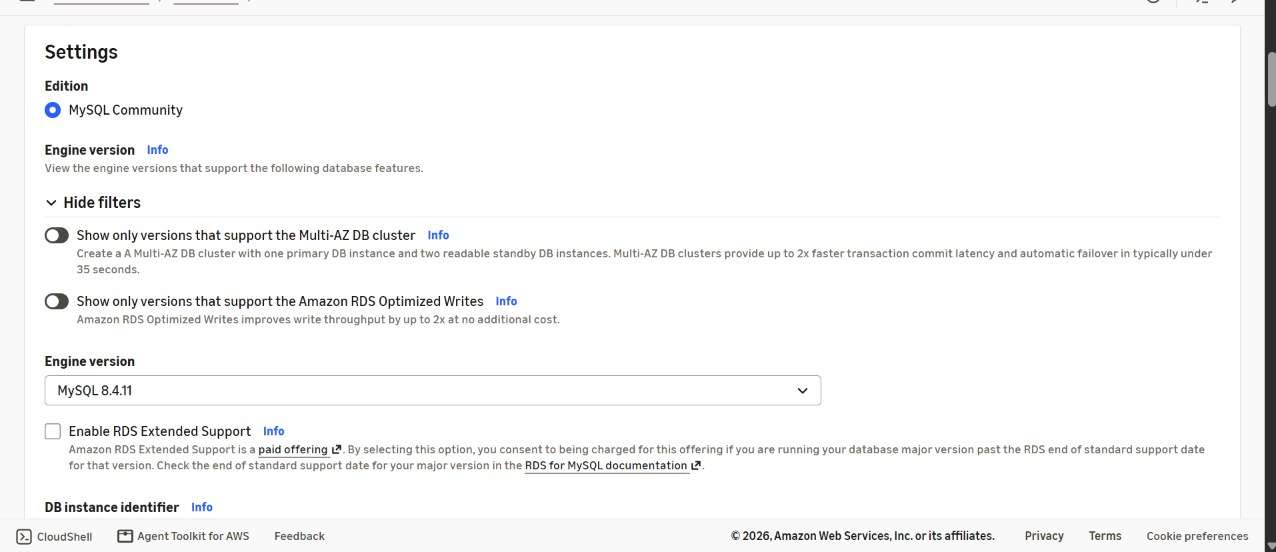 Settings
Edition
MySQL Community
Engine version Info
View the engine versions that support the following database features.
Hide filters
Show only versions that support the Multi-AZ DB cluster Info
Create a A Multi-AZ DB cluster with one primary DB instance and two readable standby DB instances. Multi-AZ DB clusters provide up to 2x faster transaction commit latency and automatic failover in typically under
35 seconds.
Show only versions that support the Amazon RDS Optimized Writes Info
Amazon RDS Optimized Writes improves write throughput by up to 2x at no additional cost.
Engine version
MySQL 8.4.11
Enable RDS Extended Support Info
Amazon RDS Extended Support is a paid offering. By selecting this option, you consent to being charged for this offering if you are running your database major version past the RDS end of standard support date
for that version. Check the end of standard support date for your major version in the RDS for MySQL documentation.
DB instance identifier Info
CloudShell Agent Toolkit for AWS Feedback © 2026, Amazon Web Services, Inc. or its affiliates. Privacy Terms Cookie preferences